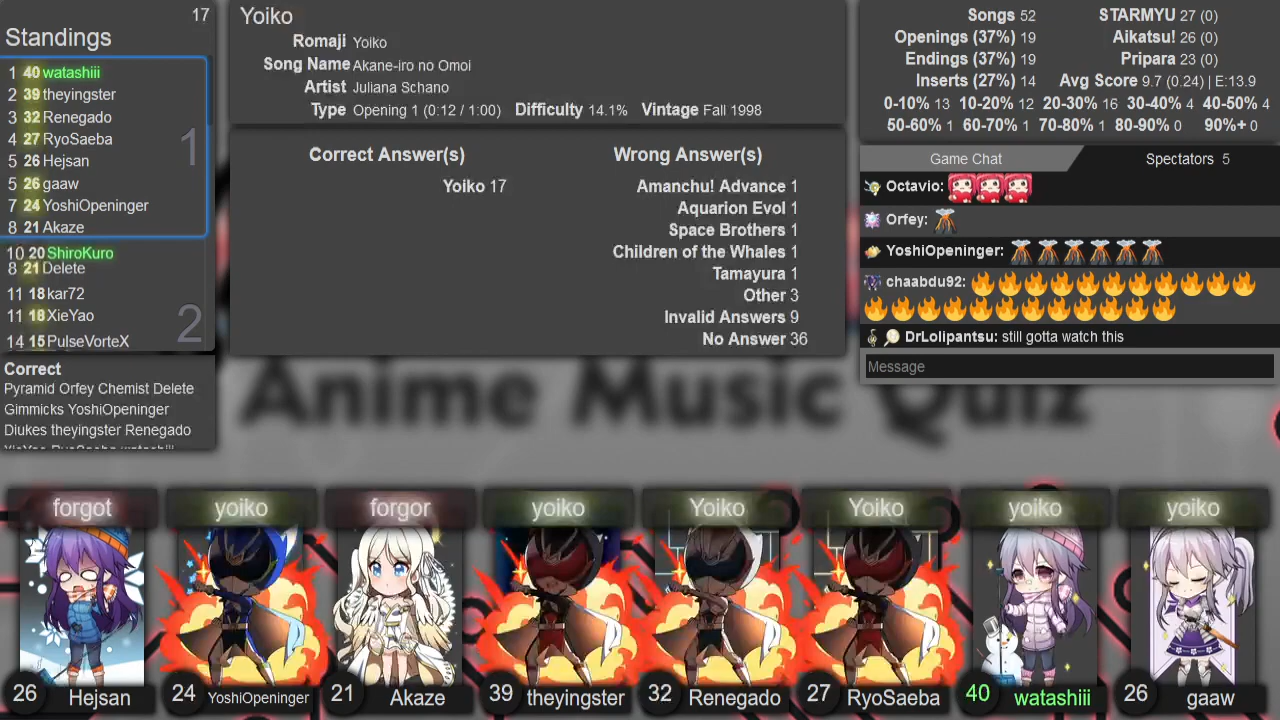 17
Standings
1 40 watashiii
2 39 theyingster
3 32 Renegado
4 27 RyoSaeba
5 26 Hejsan
5 26 gaaw
7 24 YoshiOpeninger
8 21 Akaze
1
10 20 ShiroKuro
8 21 Delete
11 18 kar72
11 18 XieYao
14 15 PulseVorteX
2
Correct
Pyramid Orfey Chemist Delete
Gimmicks YoshiOpeninger
Diukes theyingster Renegado
XieYao RyoSaeba watashiii
Yoiko
Romaji Yoiko
Song Name Akane-iro no Omoi
Artist Juliana Schano
Type Opening 1 (0:12 / 1:00) Difficulty 14.1% Vintage Fall 1998
Correct Answer(s) Wrong Answer(s)
Yoiko 17
Amanchu! Advance 1
Aquarion Evol 1
Space Brothers 1
Children of the Whales 1
Tamayura 1
Other 3
Invalid Answers 9
No Answer 36
Songs 52 STARMYU 27 (0)
Openings (37%) 19 Aikatsu! 26 (0)
Endings (37%) 19 Pripara 23 (0)
Inserts (27%) 14 Avg Score 9.7 (0.24) | E:13.9
0-10% 13 10-20% 12 20-30% 16 30-40% 4 40-50% 4
50-60% 1 60-70% 1 70-80% 1 80-90% 0 90%+ 0
Game Chat Spectators 5
Octavio:
Orfey: 🌋
YoshiOpeninger: 🌋🌋🌋🌋🌋🌋
chaabdu92: 🔥🔥🔥🔥🔥🔥🔥🔥🔥🔥🔥
🔥🔥🔥🔥🔥🔥🔥🔥🔥🔥🔥🔥
DrLolipantsu: still gotta watch this
Message
Anime Music Quiz
forgot yoiko forgor yoiko Yoiko Yoiko yoiko yoiko
26 Hejsan 24 YoshiOpeninger 21 Akaze 39 theyingster 32 Renegado 27 RyoSaeba 40 watashiii 26 gaaw